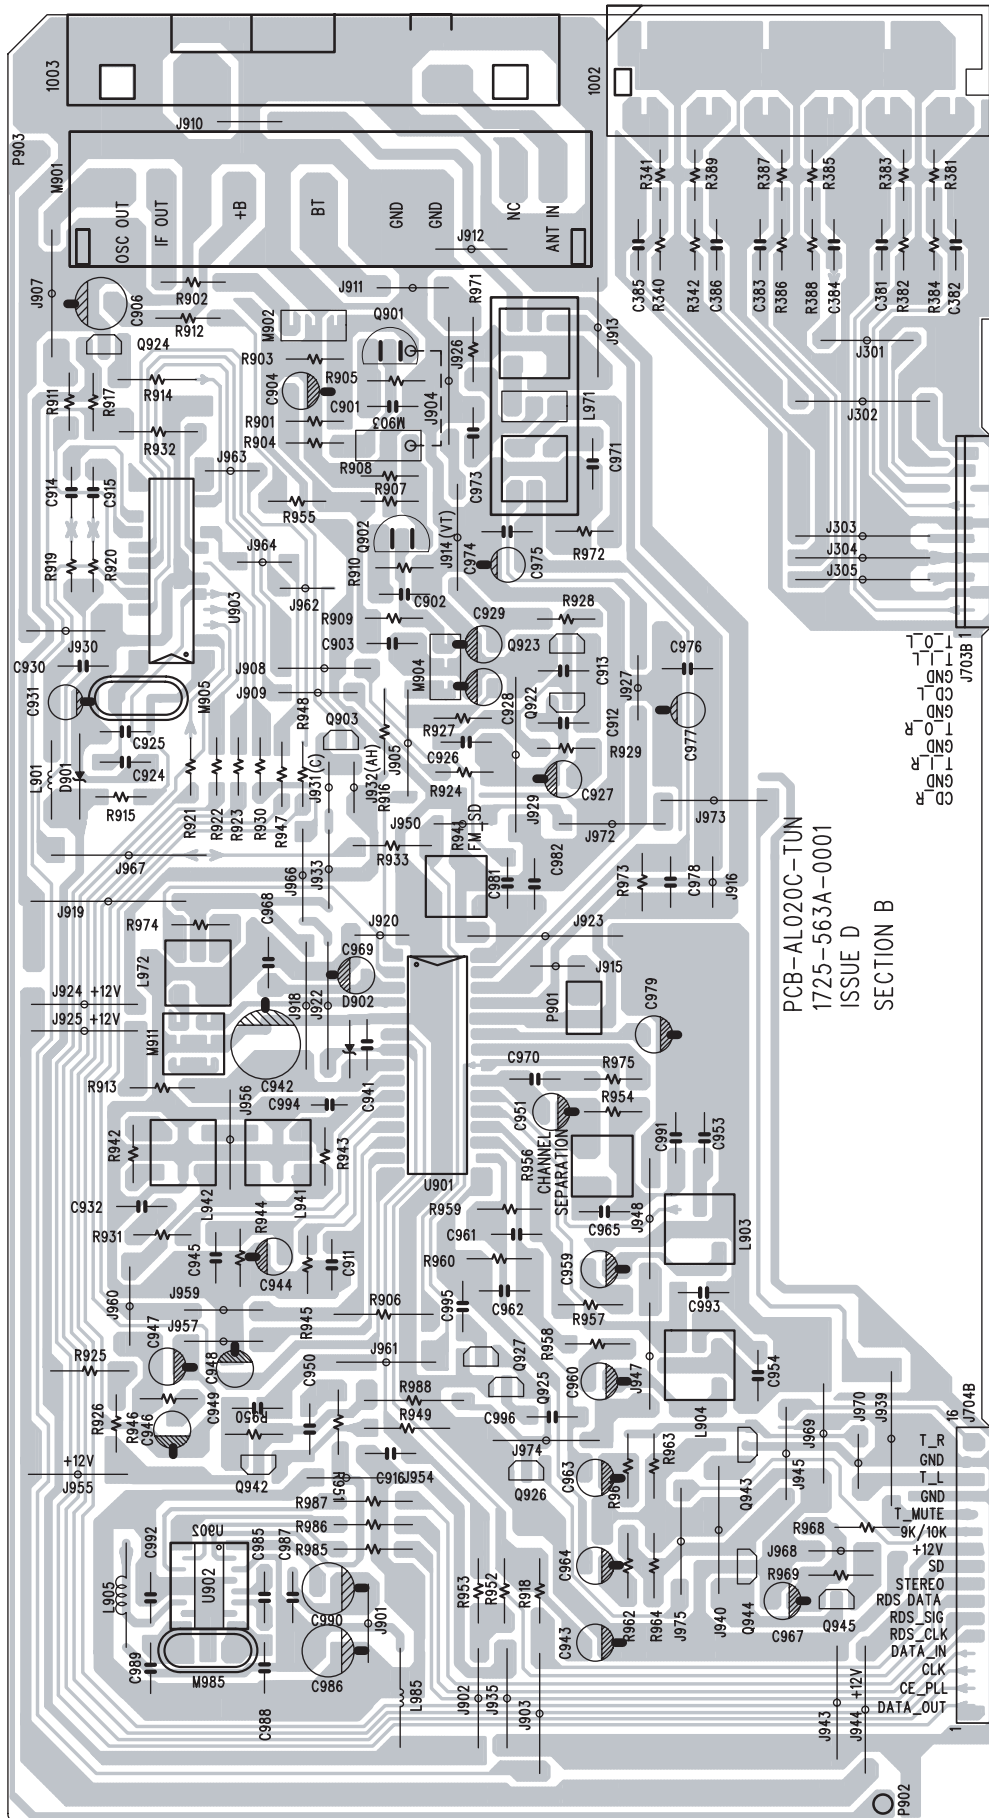 1003
1002
J910
P903
M901
OSC OUT
IF OUT
+B
BT
GND
GND
NC
ANT IN
J912
R341
R389
R387
R385
R383
R381
C385
R340
R342
C386
C383
R386
R388
C384
C381
R382
R384
C382
J907
C906
R902
R912
J911
R971
Q924
M902
Q901
J926
J913
J301
R903
C904
R905
C901
J904
R911
R917
R914
R901
R904
M903
L971
J302
R932
J963
R908
R907
C973
C971
C914
C915
R955
Q902
J914(VT)
C974
C975
R972
J303
J304
J305
R919
R920
J964
R910
U903
J962
C902
R909
C929
R928
J930
C903
Q923
C930
J908
M904
C913
C976
J703B
1
T_O_L
T_I_L
GND
CD_L
GND
T_O_R
GND
T_I_R
GND
CD_R
C931
M905
J909
R948
Q903
C928
Q922
J927
C912
C977
C925
R927
C926
R929
L901
D901
C924
J931(C)
J932(AH)
J905
R916
R924
J929
C927
R915
R921
R922
R923
R930
R947
J950
R941
FM_SD
J972
J973
J967
J966
J933
R933
C981
C982
R973
C978
J916
J919
R974
C968
J920
J923
PCB-AL020C-TUN
1725-563A-0001
ISSUE D
SECTION B
L972
C969
J915
J924 +12V
J918
J922
D902
P901
C979
J925 +12V
M911
C942
C941
C970
R975
R913
J956
C994
C951
R954
R942
R943
U901
R956
CHANNEL
SEPARATION
C991
C953
C932
L942
R944
L941
R959
C965
J948
L903
R931
C945
C944
C911
C961
R960
C959
J960
J959
R945
R906
C995
C962
R957
C993
C947
J957
C948
C950
J961
Q927
R958
R925
J947
C954
R988
Q925
C960
R926
R946
C946
C949
R950
R949
C996
L904
J974
R963
J969
J970
J939
16
J704B
+12V
J955
Q942
R951
C916
J954
Q926
C963
R961
Q943
J945
T_R
GND
T_L
GND
T_MUTE
9K/10K
+12V
SD
STEREO
RDS DATA
RDS_SIG
RDS_CLK
DATA_IN
CLK
CE_PLL
DATA_OUT
1
R987
R986
R985
R968
J968
R969
C992
U902
U902
C985
C987
L905
C990
J901
R953
R952
R918
C964
R962
R964
J975
J940
Q944
C967
Q945
C989
M985
C988
C986
L985
J902
J935
J903
C943
J943
J944
+12V
P902